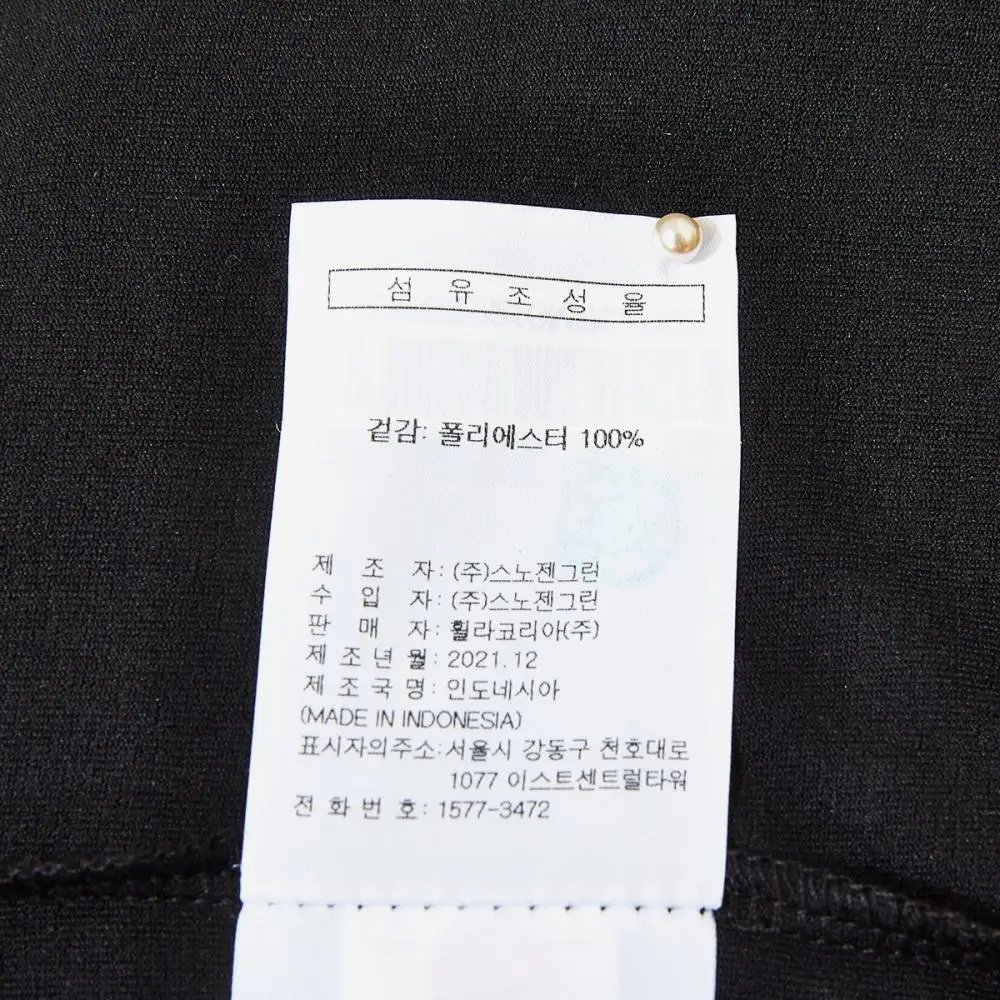 섬유조성율
겉감: 폴리에스터 100%
제 조 자: (주)스노젠그린
수 입 자: (주)스노젠그린
판 매 자: 휠라코리아(주)
제 조년 월: 2021.12
제 조 국 명: 인도네시아
(MADE IN INDONESIA)
표시자의주소:서울시 강동구 천호대로
1077 이스트센트럴타워
전 화 번 호: 1577-3472